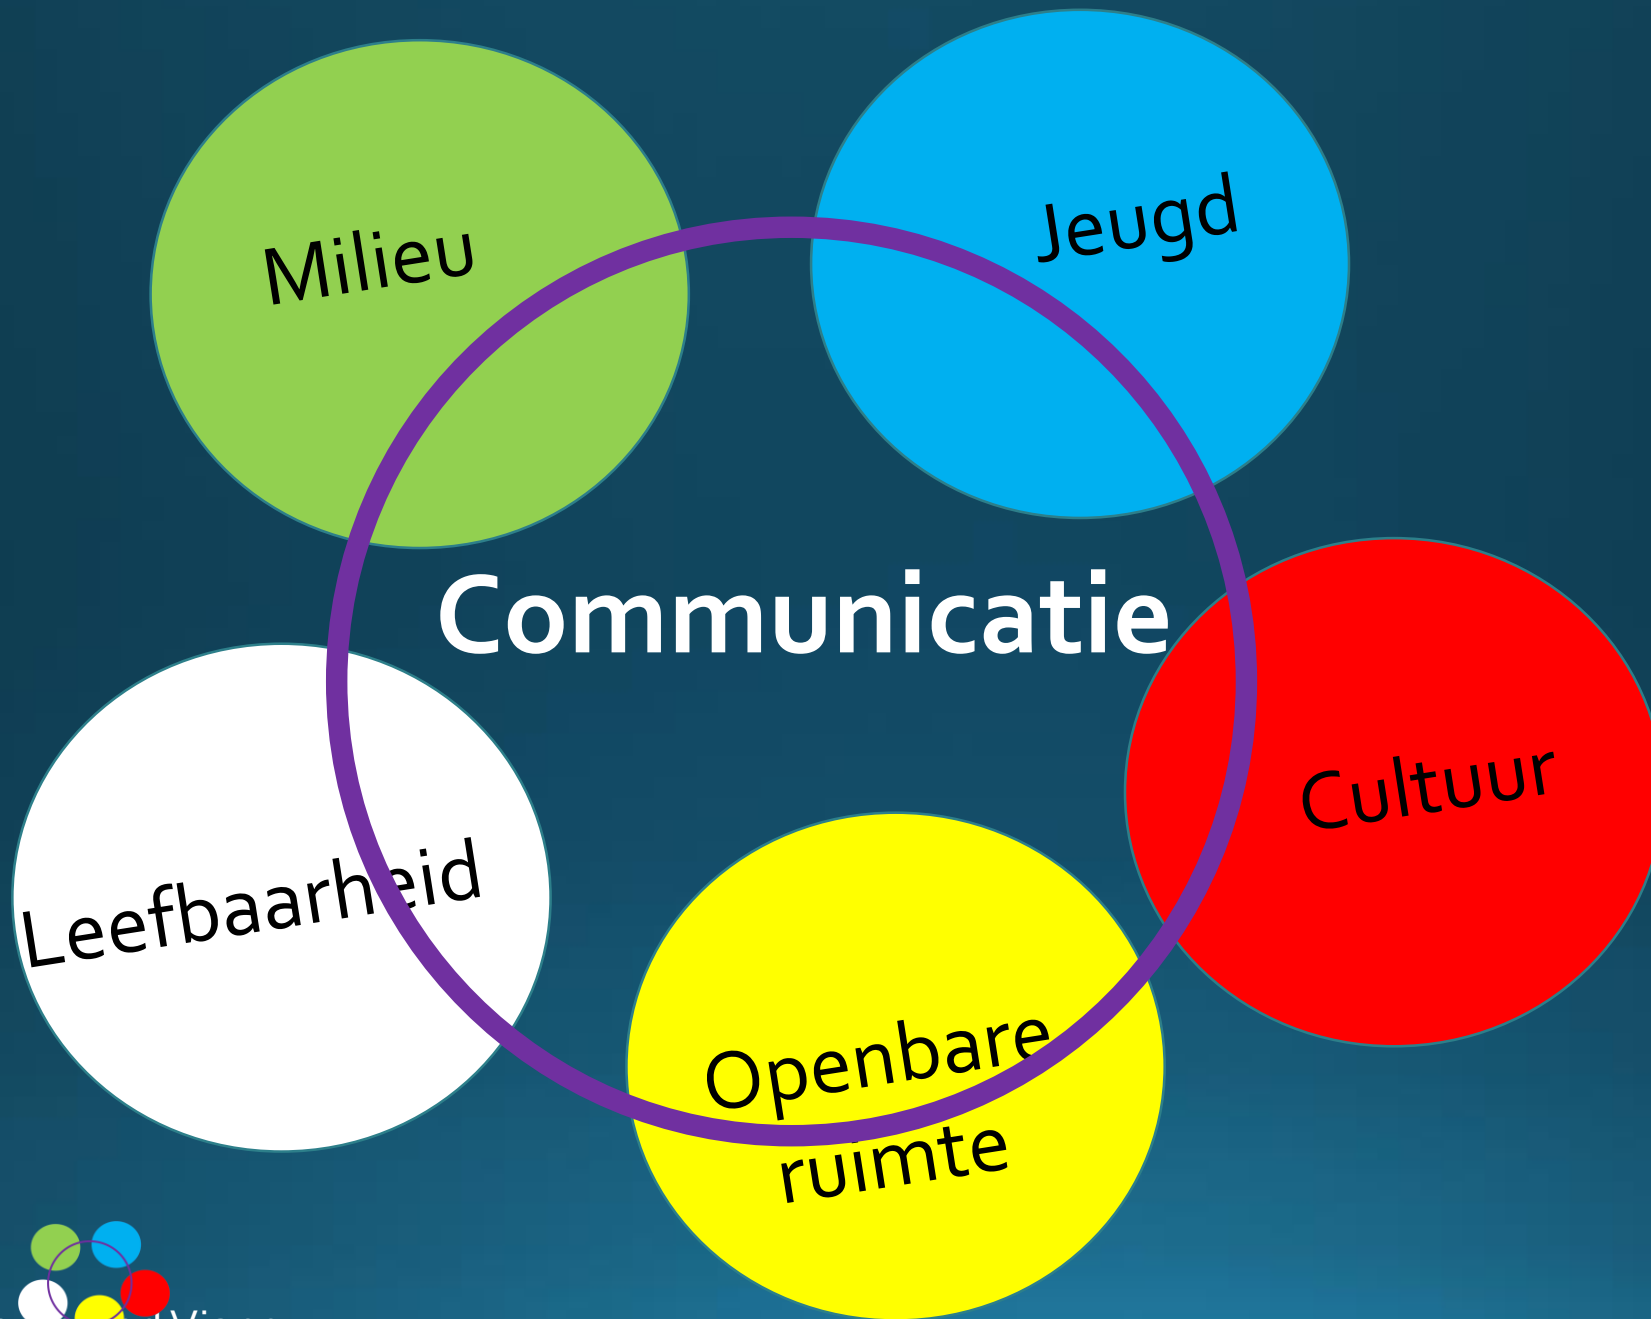 Milieu
Jeugd
Communicatie
Cultuur
Leefbaarheid
Openbare
ruimte